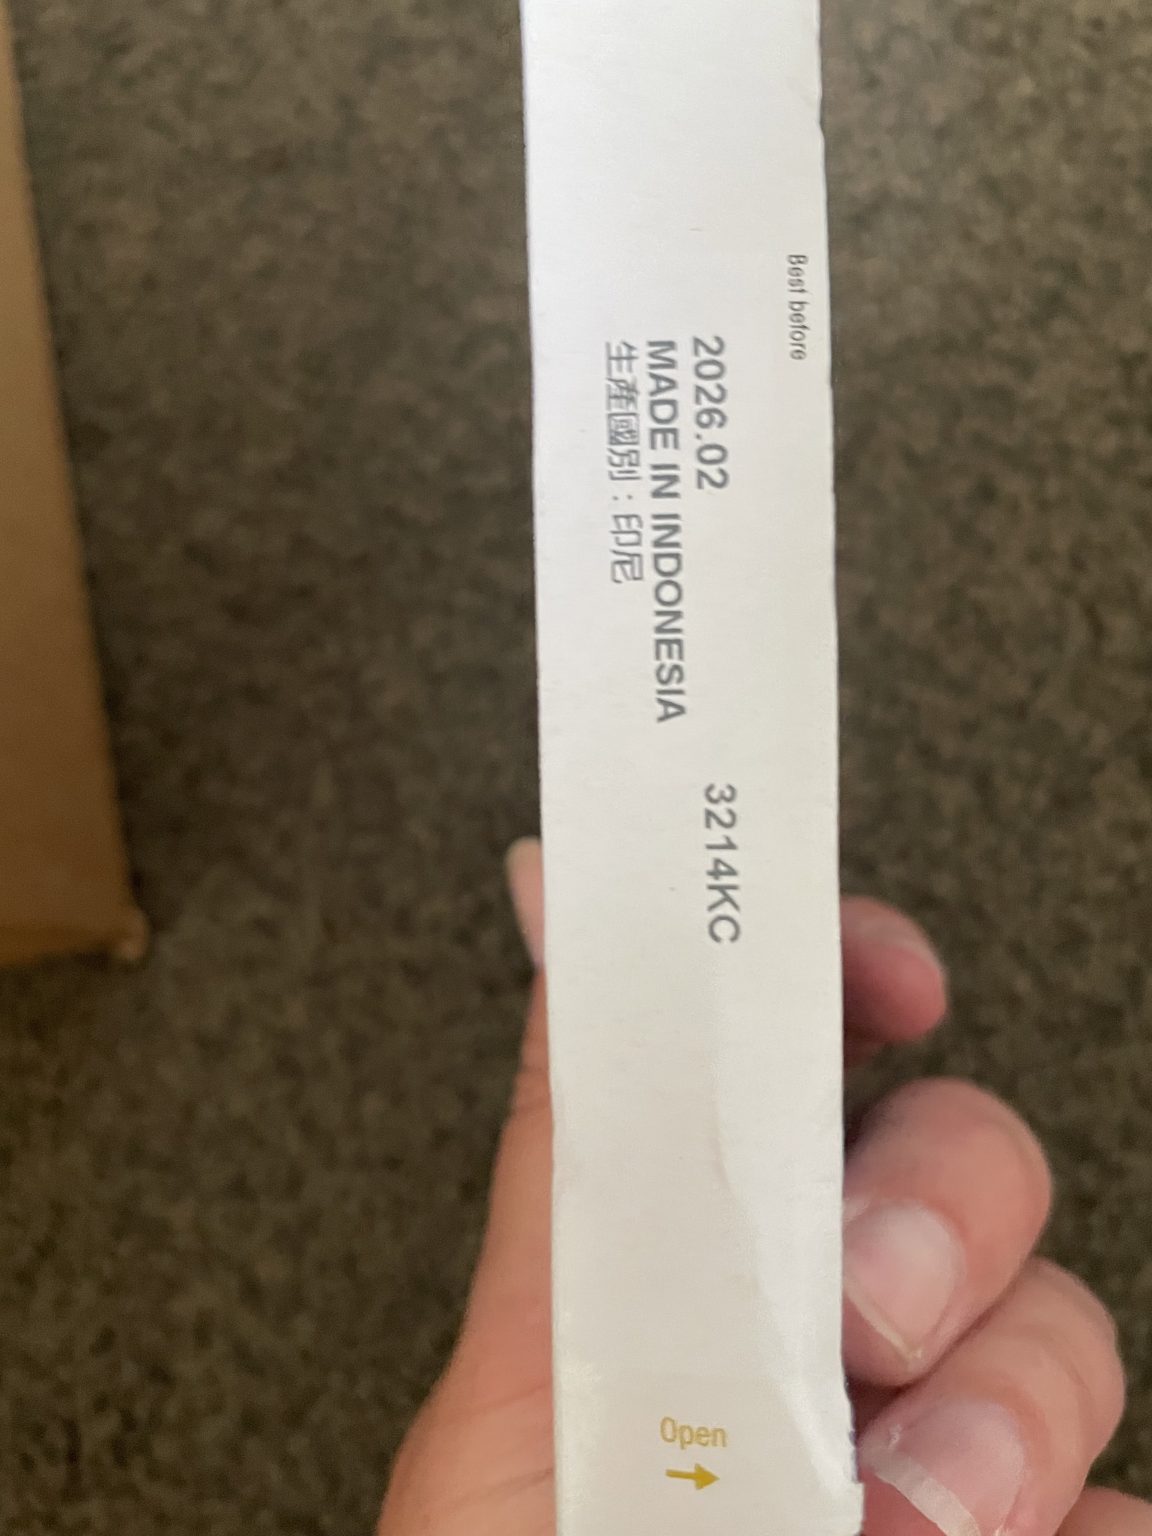 Best before
2026.02
3214KC
MADE IN INDONESIA
生產國別：印尼
Open